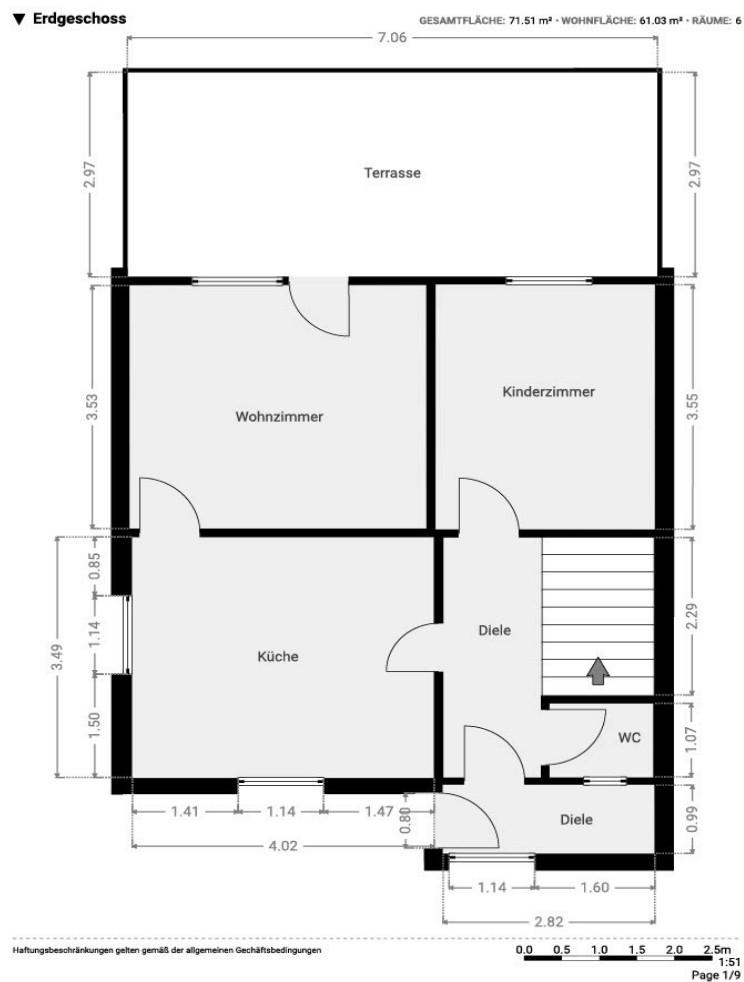 ▼ Erdgeschoss
GESAMTFLÄCHE: 71.51 m² · WOHNFLÄCHE: 61.03 m² · RÄUME: 6
7.06
2.97
Terrasse
2.97
3.53
Wohnzimmer
Kinderzimmer
3.55
0.85
3.49
1.14
Küche
Diele
2.29
1.50
WC
1.07
1.41
1.14
1.47
0.80
Diele
0.99
4.02
1.14
1.60
2.82
Haftungsbeschränkungen gelten gemäß der allgemeinen Gechäftsbedingungen
0.0 0.5 1.0 1.5 2.0 2.5m
1:51
Page 1/9